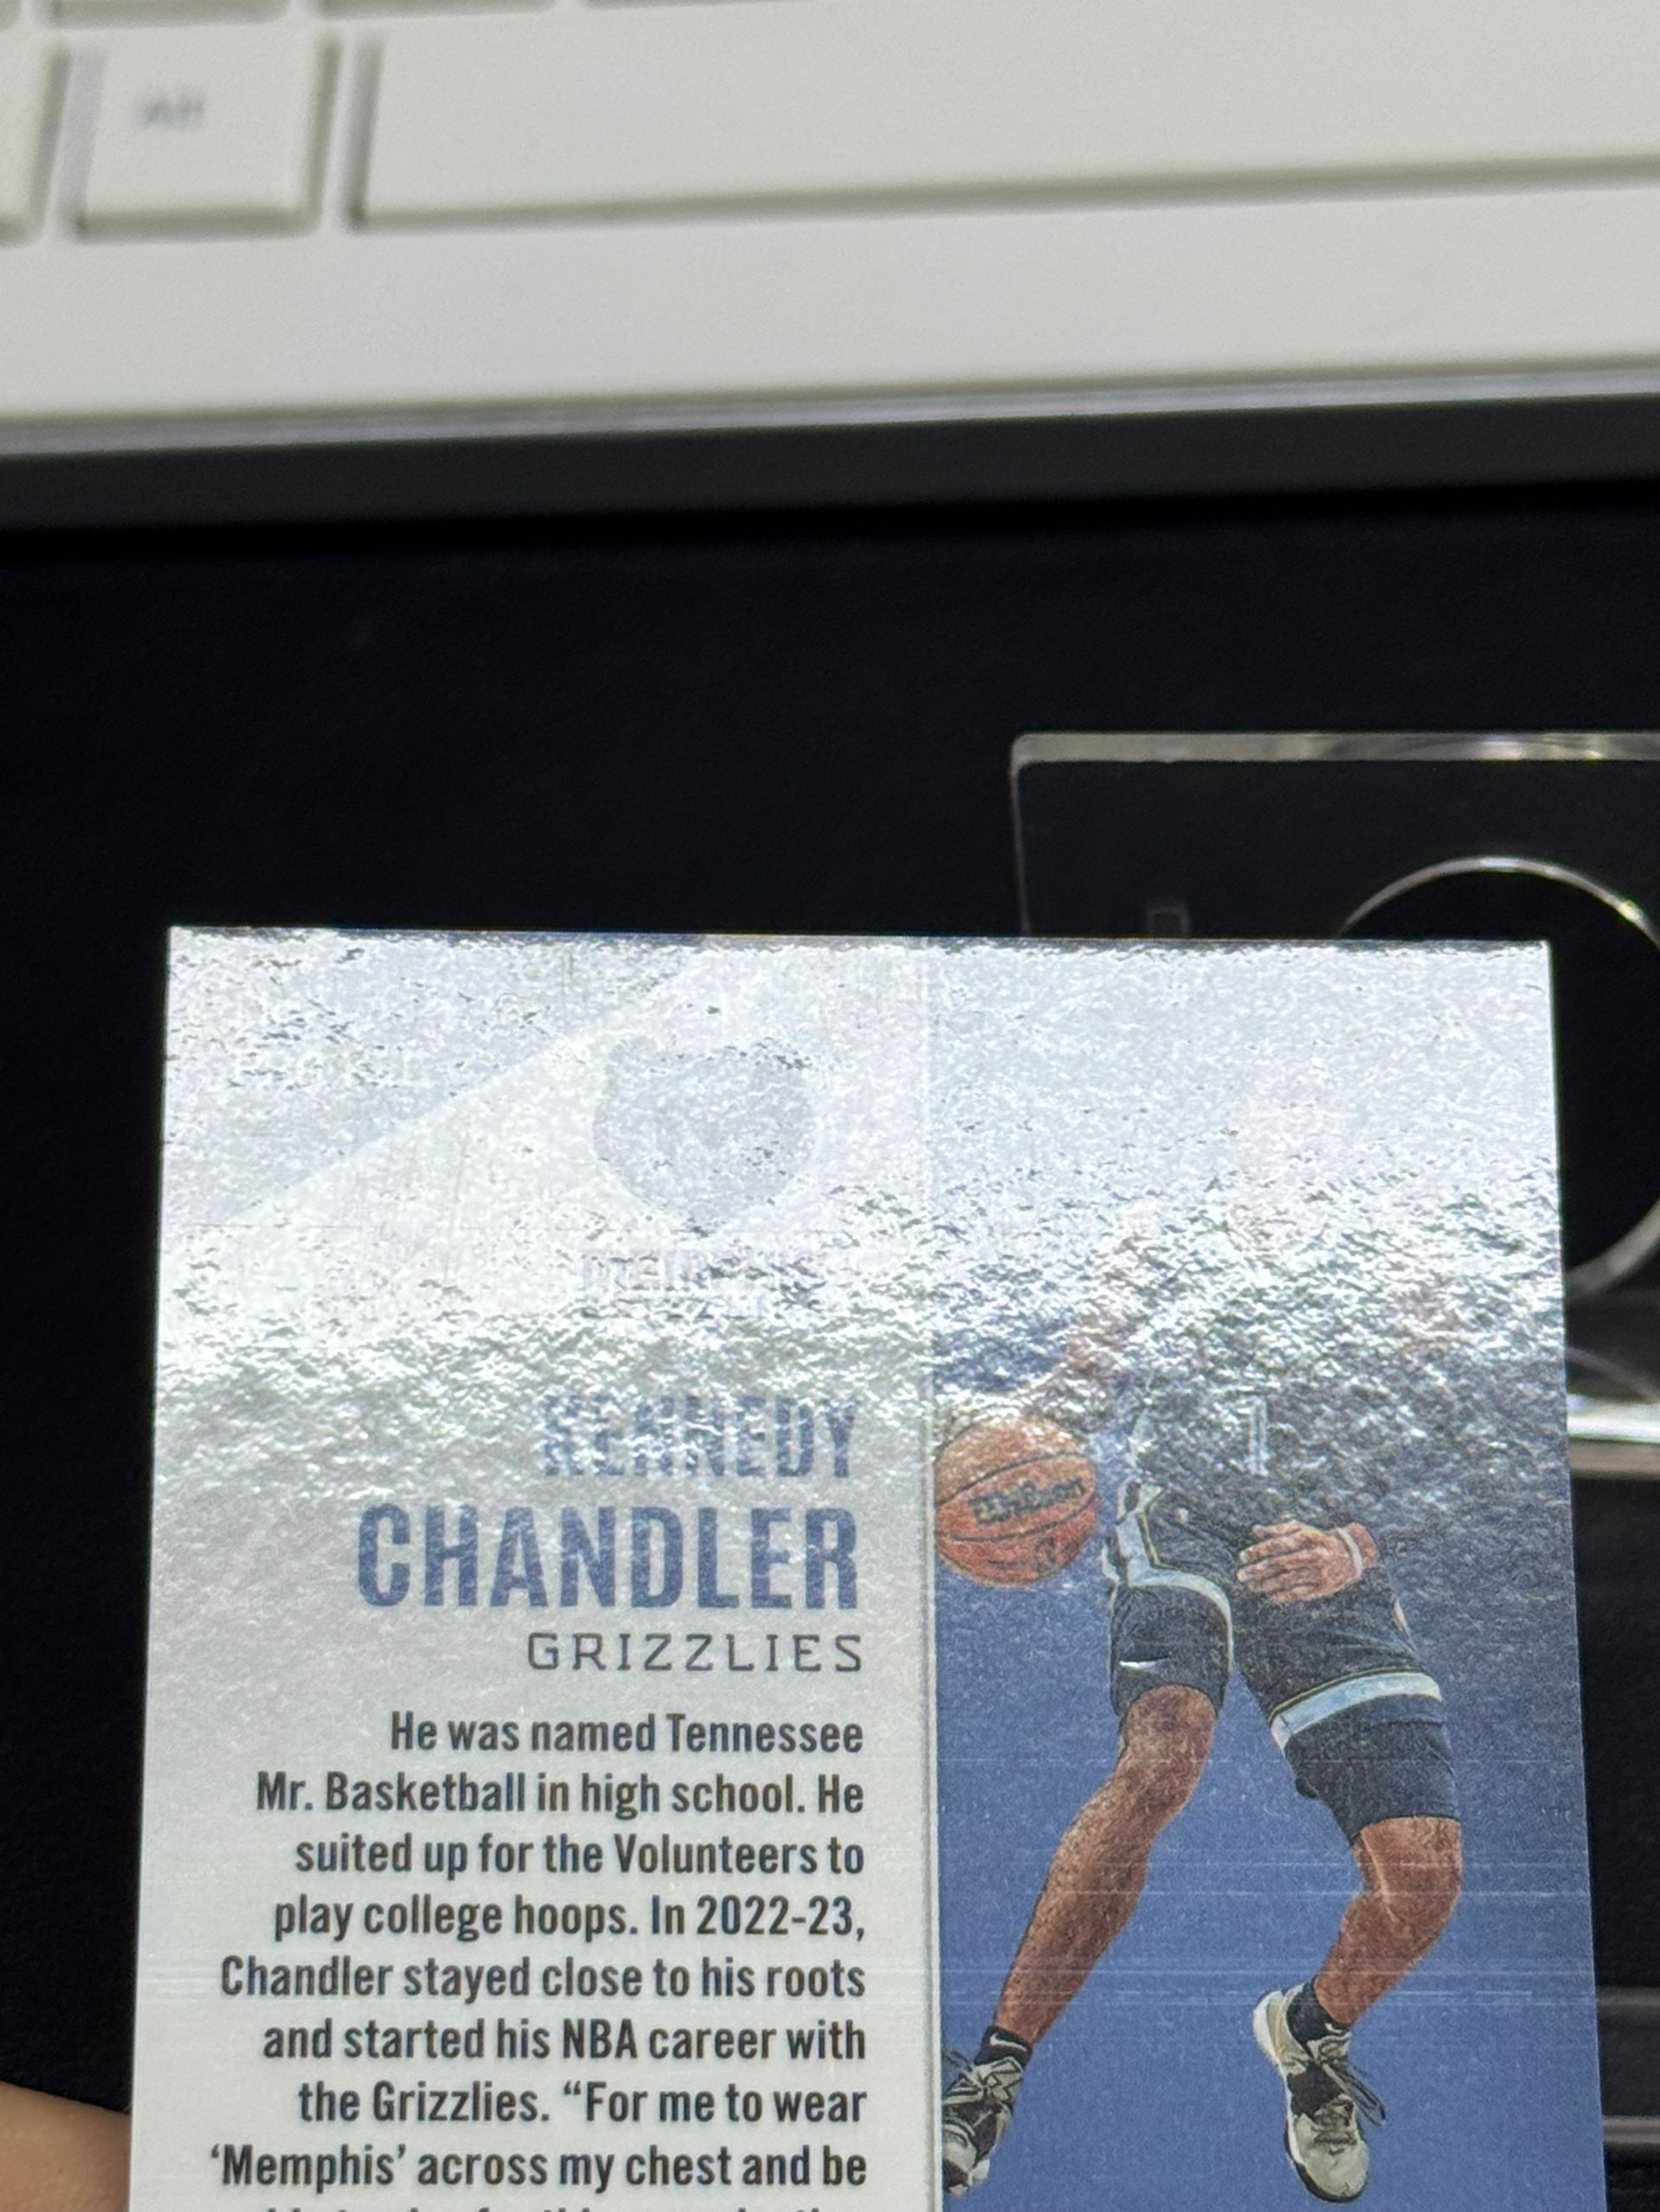 Alt
KENNEDY
CHANDLER
GRIZZLIES
Wilson
He was named Tennessee
Mr. Basketball in high school. He
suited up for the Volunteers to
play college hoops. In 2022-23,
Chandler stayed close to his roots
and started his NBA career with
the Grizzlies. “For me to wear
‘Memphis’ across my chest and be